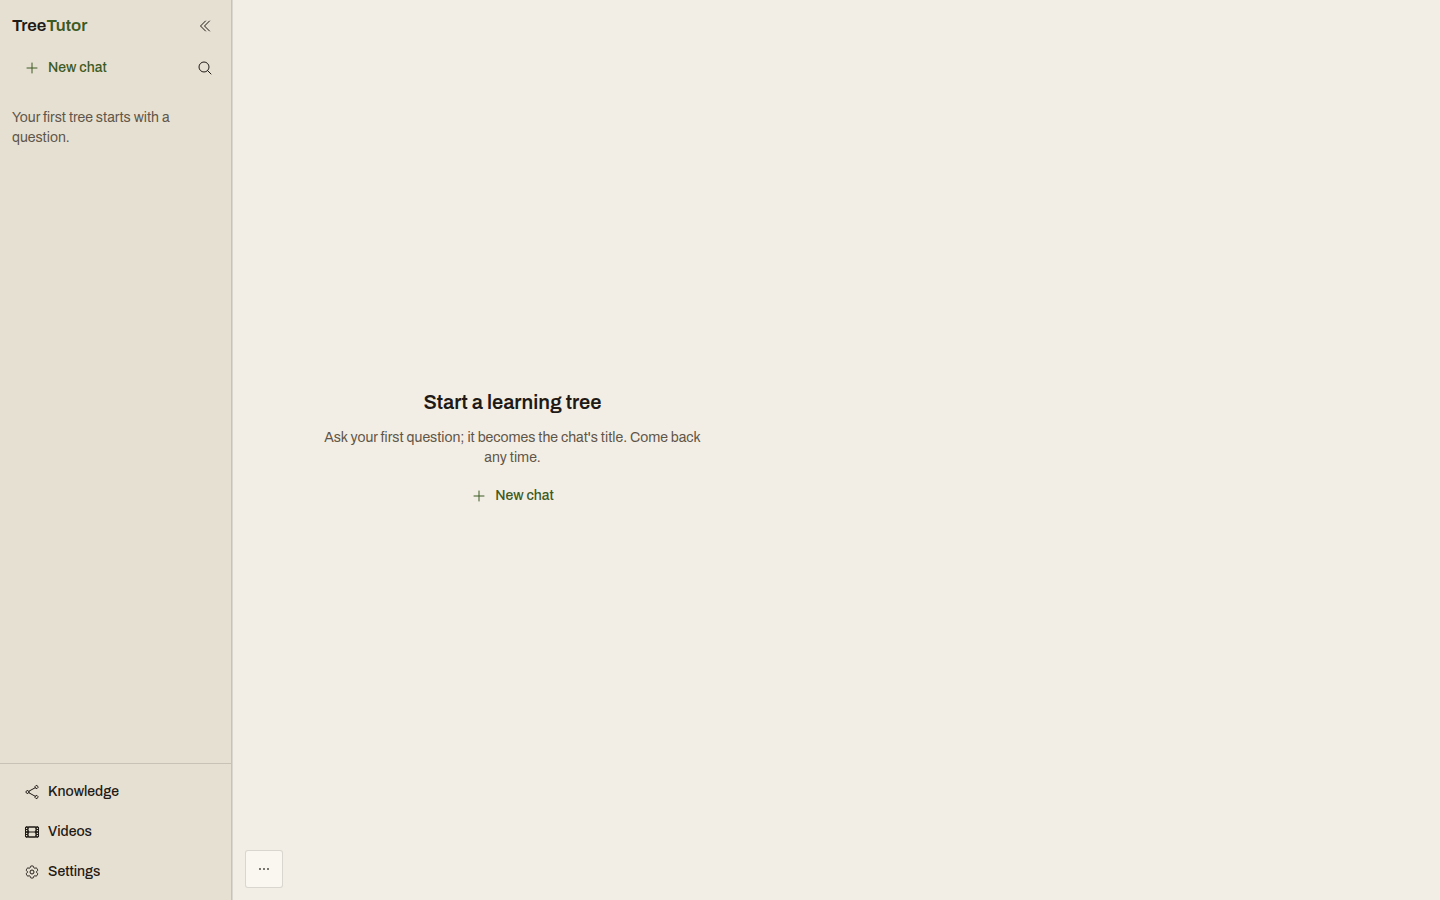 TreeTutor
New chat
Your first tree starts with a
question.
Start a learning tree
Ask your first question; it becomes the chat's title. Come back
any time.
New chat
Knowledge
Videos
Settings